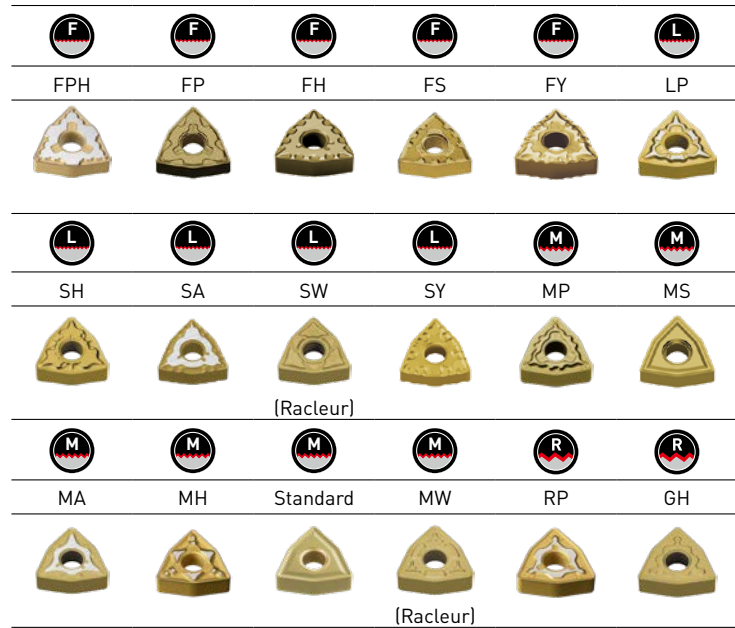 F F F F F L
FPH FP FH FS FY LP
L L L L M M
SH SA SW SY MP MS
(Racleur)
M M M M R R
MA MH Standard MW RP GH
(Racleur)